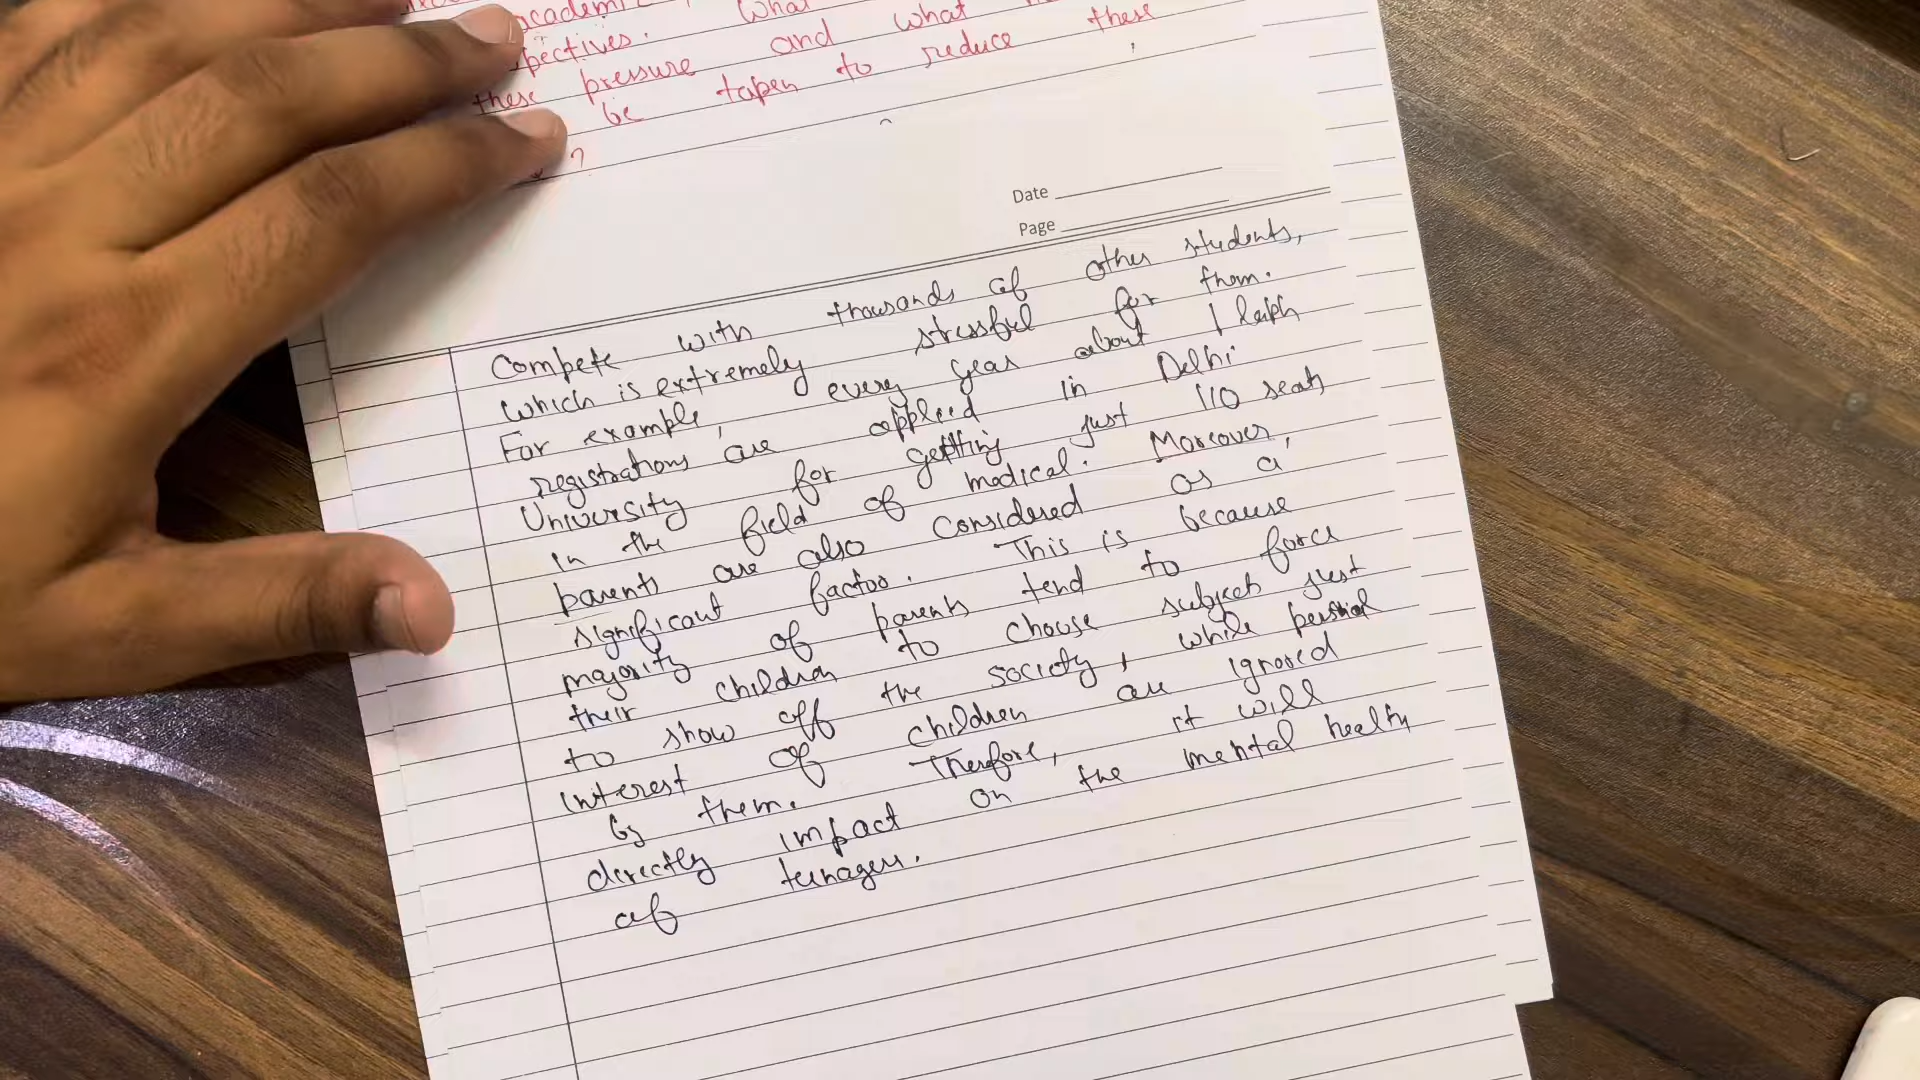 academic, what
pectives.
these pressure and what
be tapen to reduce these
?
Date
Page
Compete with thousands of other students,
which is extremely stressful for them.
For example, every year about 1 lakh
registrations are applied in Delhi
University for getting just 110 seats
in the field of medical. Moreover,
parents are also considered as a
significant factor. This is because
majority of parents tend to force
their children to choose subjects just
to show off the society, while personal
interest of children are ignored
by them. Therefore, it will
directly impact on the mental health
of teenagers.